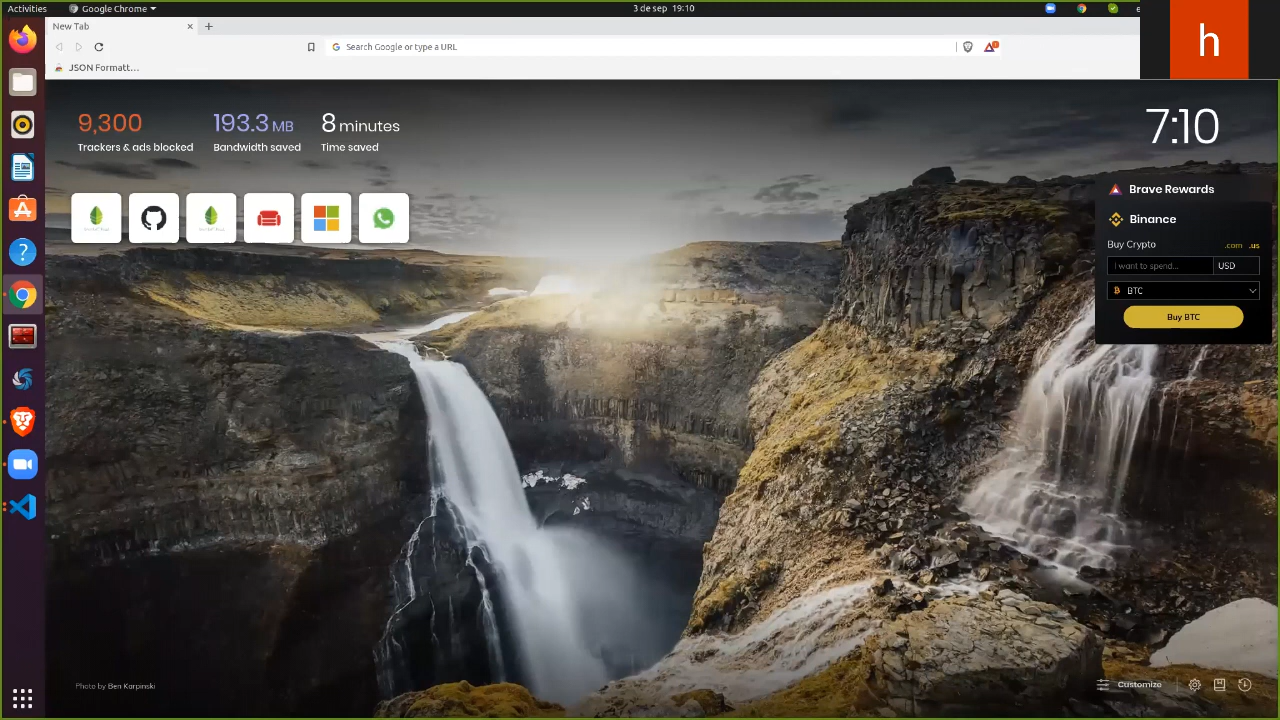 Activities
Google Chrome
3 de sep 19:10
New Tab
Search Google or type a URL
JSON Formatt...
h
9,300
Trackers & ads blocked
193.3 MB
Bandwidth saved
8 minutes
Time saved
7:10
Brave Rewards
Binance
Buy Crypto
.com .us
I want to spend...
USD
BTC
Buy BTC
Photo by Ben Karpinski
Customize